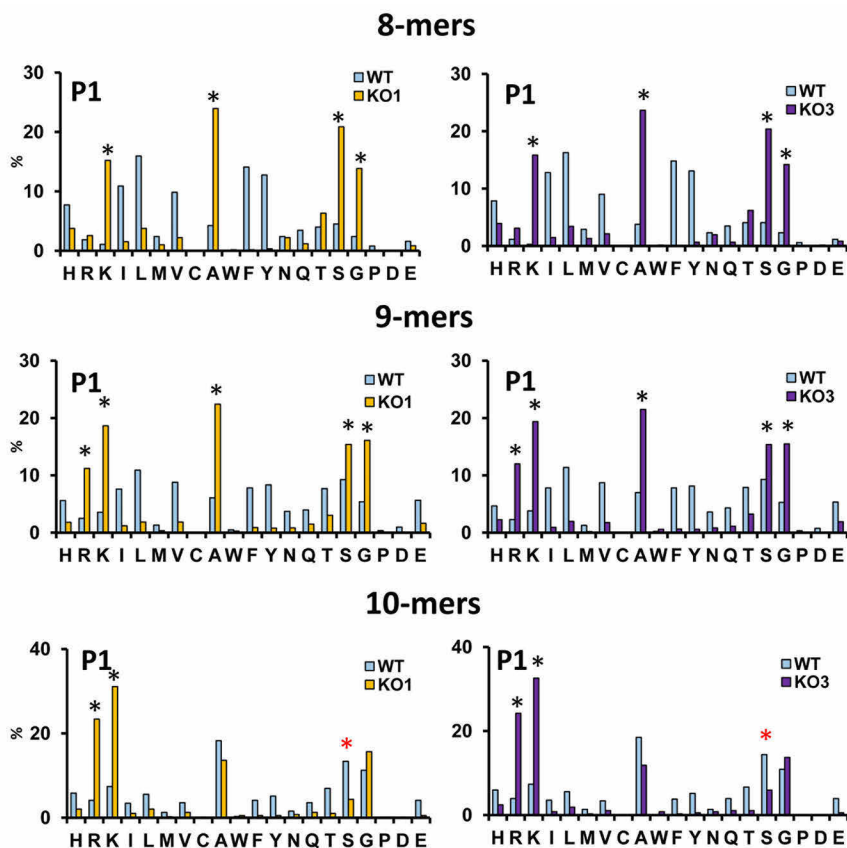 8-mers
30
20
10
0
%
P1
WT
KO1
*
*
*
*
H R K I L M V C A W F Y N Q T S G P D E
30
20
10
0
P1
WT
KO3
*
*
*
*
H R K I L M V C A W F Y N Q T S G P D E
9-mers
30
20
10
0
%
P1
WT
KO1
*
*
*
*
*
H R K I L M V C A W F Y N Q T S G P D E
30
20
10
0
P1
WT
KO3
*
*
*
*
*
H R K I L M V C A W F Y N Q T S G P D E
10-mers
40
20
0
%
P1
WT
KO1
*
*
*
H R K I L M V C A W F Y N Q T S G P D E
40
20
0
P1
WT
KO3
*
*
*
H R K I L M V C A W F Y N Q T S G P D E